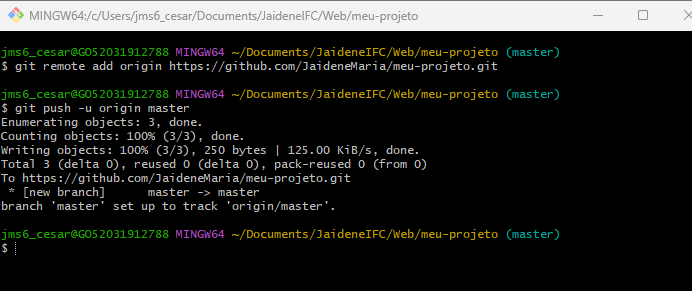 MINGW64:/c/Users/jms6_cesar/Documents/JaideneIFC/Web/meu-projeto
jms6_cesar@GO52031912788 MINGW64 ~/Documents/JaideneIFC/Web/meu-projeto (master)
$ git remote add origin https://github.com/JaideneMaria/meu-projeto.git
jms6_cesar@GO52031912788 MINGW64 ~/Documents/JaideneIFC/Web/meu-projeto (master)
$ git push -u origin master
Enumerating objects: 3, done.
Counting objects: 100% (3/3), done.
Writing objects: 100% (3/3), 250 bytes | 125.00 KiB/s, done.
Total 3 (delta 0), reused 0 (delta 0), pack-reused 0 (from 0)
To https://github.com/JaideneMaria/meu-projeto.git
 * [new branch]      master -> master
branch 'master' set up to track 'origin/master'.
jms6_cesar@GO52031912788 MINGW64 ~/Documents/JaideneIFC/Web/meu-projeto (master)
$